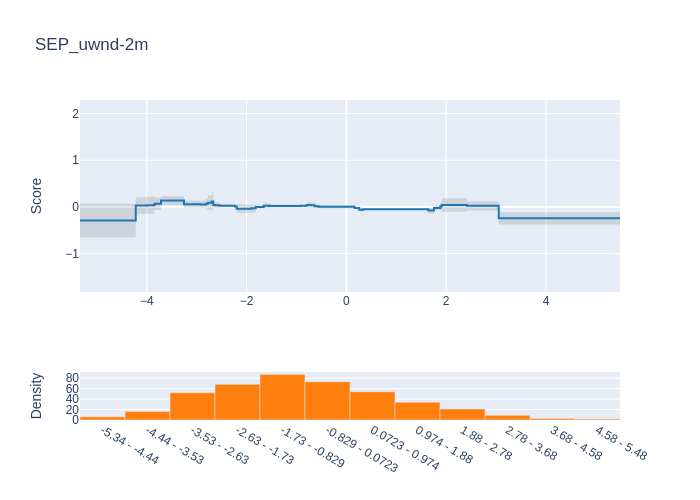 SEP_uwnd-2m
Score
2
1
0
−1
−4
−2
0
2
4
Density
80
60
40
20
0
-5.34 - -4.44
-4.44 - -3.53
-3.53 - -2.63
-2.63 - -1.73
-1.73 - -0.829
-0.829 - 0.0723
0.0723 - 0.974
0.974 - 1.88
1.88 - 2.78
2.78 - 3.68
3.68 - 4.58
4.58 - 5.48